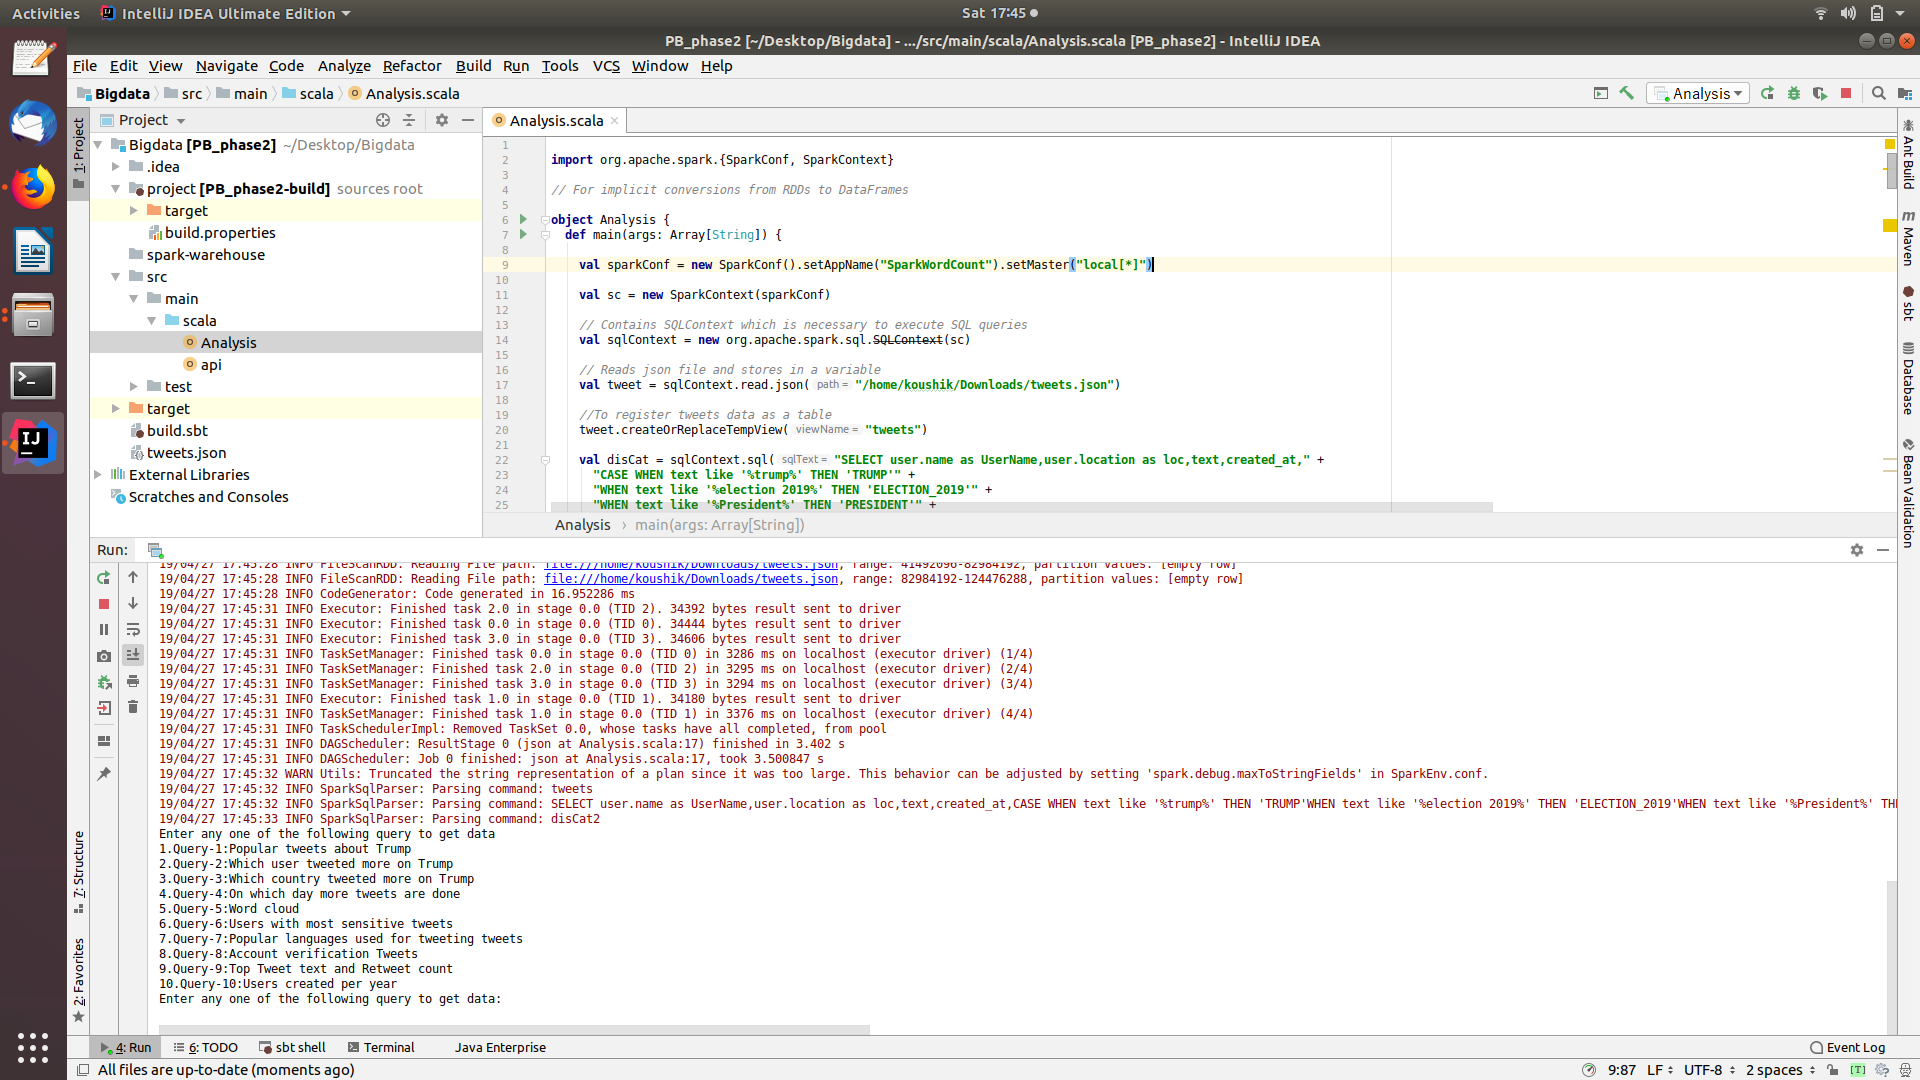 Activities
IntelliJ IDEA Ultimate Edition
Sat 17:45
PB_phase2 [~/Desktop/Bigdata] - .../src/main/scala/Analysis.scala [PB_phase2] - IntelliJ IDEA
File Edit View Navigate Code Analyze Refactor Build Run Tools VCS Window Help
Bigdata src main scala Analysis.scala
Analysis
1: Project
Project
Bigdata [PB_phase2] ~/Desktop/Bigdata
.idea
project [PB_phase2-build] sources root
target
build.properties
spark-warehouse
src
main
scala
Analysis
api
test
target
build.sbt
tweets.json
External Libraries
Scratches and Consoles
Analysis.scala
1
2 import org.apache.spark.{SparkConf, SparkContext}
3
4 // For implicit conversions from RDDs to DataFrames
5
6 object Analysis {
7 def main(args: Array[String]) {
8
9 val sparkConf = new SparkConf().setAppName("SparkWordCount").setMaster("local[*]")
10
11 val sc = new SparkContext(sparkConf)
12
13 // Contains SQLContext which is necessary to execute SQL queries
14 val sqlContext = new org.apache.spark.sql.SQLContext(sc)
15
16 // Reads json file and stores in a variable
17 val tweet = sqlContext.read.json( path = "/home/koushik/Downloads/tweets.json")
18
19 //To register tweets data as a table
20 tweet.createOrReplaceTempView( viewName = "tweets")
21
22 val disCat = sqlContext.sql( sqlText = "SELECT user.name as UserName,user.location as loc,text,created_at," +
23 "CASE WHEN text like '%trump%' THEN 'TRUMP'" +
24 "WHEN text like '%election 2019%' THEN 'ELECTION_2019'" +
25 "WHEN text like '%President%' THEN 'PRESIDENT'" +
Analysis › main(args: Array[String])
Ant Build
Maven
sbt
Database
Bean Validation
Run:
19/04/27 17:45:28 INFO FileScanRDD: Reading File path: file:///home/koushik/Downloads/tweets.json, range: 41492096-82984192, partition values: [empty row]
19/04/27 17:45:28 INFO FileScanRDD: Reading File path: file:///home/koushik/Downloads/tweets.json, range: 82984192-124476288, partition values: [empty row]
19/04/27 17:45:28 INFO CodeGenerator: Code generated in 16.952286 ms
19/04/27 17:45:31 INFO Executor: Finished task 2.0 in stage 0.0 (TID 2). 34392 bytes result sent to driver
19/04/27 17:45:31 INFO Executor: Finished task 0.0 in stage 0.0 (TID 0). 34444 bytes result sent to driver
19/04/27 17:45:31 INFO Executor: Finished task 3.0 in stage 0.0 (TID 3). 34606 bytes result sent to driver
19/04/27 17:45:31 INFO TaskSetManager: Finished task 0.0 in stage 0.0 (TID 0) in 3286 ms on localhost (executor driver) (1/4)
19/04/27 17:45:31 INFO TaskSetManager: Finished task 2.0 in stage 0.0 (TID 2) in 3295 ms on localhost (executor driver) (2/4)
19/04/27 17:45:31 INFO TaskSetManager: Finished task 3.0 in stage 0.0 (TID 3) in 3294 ms on localhost (executor driver) (3/4)
19/04/27 17:45:31 INFO Executor: Finished task 1.0 in stage 0.0 (TID 1). 34180 bytes result sent to driver
19/04/27 17:45:31 INFO TaskSetManager: Finished task 1.0 in stage 0.0 (TID 1) in 3376 ms on localhost (executor driver) (4/4)
19/04/27 17:45:31 INFO TaskSchedulerImpl: Removed TaskSet 0.0, whose tasks have all completed, from pool
19/04/27 17:45:31 INFO DAGScheduler: ResultStage 0 (json at Analysis.scala:17) finished in 3.402 s
19/04/27 17:45:31 INFO DAGScheduler: Job 0 finished: json at Analysis.scala:17, took 3.500847 s
19/04/27 17:45:32 WARN Utils: Truncated the string representation of a plan since it was too large. This behavior can be adjusted by setting 'spark.debug.maxToStringFields' in SparkEnv.conf.
19/04/27 17:45:32 INFO SparkSqlParser: Parsing command: tweets
19/04/27 17:45:32 INFO SparkSqlParser: Parsing command: SELECT user.name as UserName,user.location as loc,text,created_at,CASE WHEN text like '%trump%' THEN 'TRUMP'WHEN text like '%election 2019%' THEN 'ELECTION_2019'WHEN text like '%President%' THE
19/04/27 17:45:33 INFO SparkSqlParser: Parsing command: disCat2
Enter any one of the following query to get data
1.Query-1:Popular tweets about Trump
2.Query-2:Which user tweeted more on Trump
3.Query-3:Which country tweeted more on Trump
4.Query-4:On which day more tweets are done
5.Query-5:Word cloud
6.Query-6:Users with most sensitive tweets
7.Query-7:Popular languages used for tweeting tweets
8.Query-8:Account verification Tweets
9.Query-9:Top Tweet text and Retweet count
10.Query-10:Users created per year
Enter any one of the following query to get data:
7: Structure
2: Favorites
4: Run 6: TODO sbt shell Terminal Java Enterprise Event Log
All files are up-to-date (moments ago)
9:87 LF UTF-8 2 spaces [T]